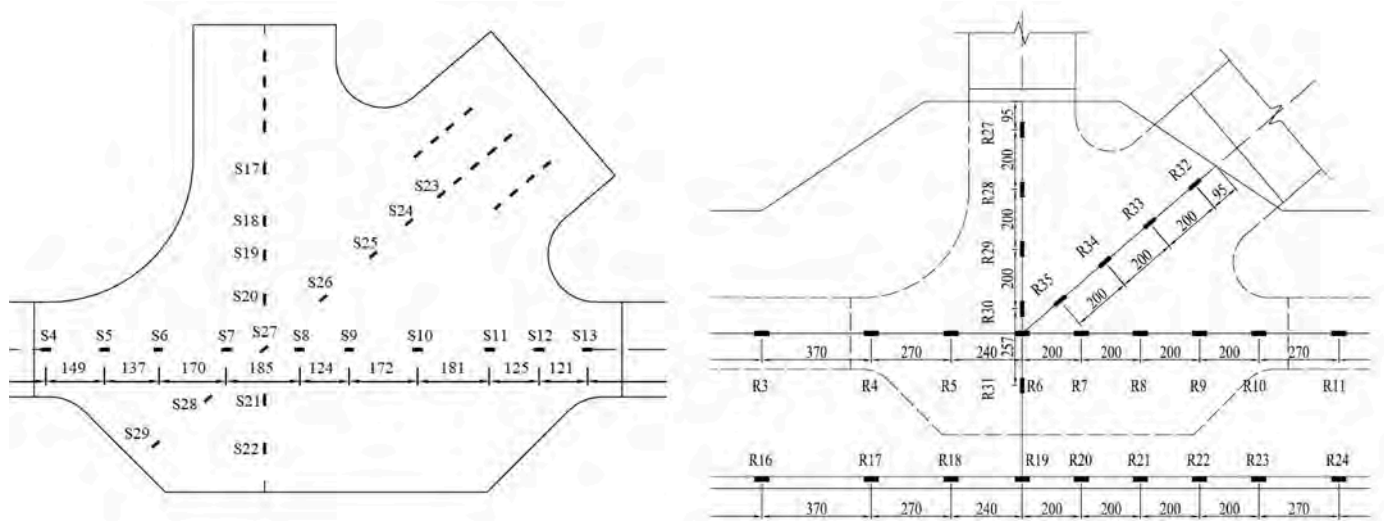 S17
S18
S19
S20
S23
S24
S25
S26
S4
S5
S6
S7
S27
S8
S9
S10
S11
S12
S13
149
137
170
185
124
172
181
125
121
S28
S21
S29
S22
95
R27
200
R28
200
R29
200
R30
257
R31
R32
95
R33
200
R34
200
R35
200
370
270
240
200
200
200
200
270
R3
R4
R5
R6
R7
R8
R9
R10
R11
R16
R17
R18
R19
R20
R21
R22
R23
R24
370
270
240
200
200
200
200
270